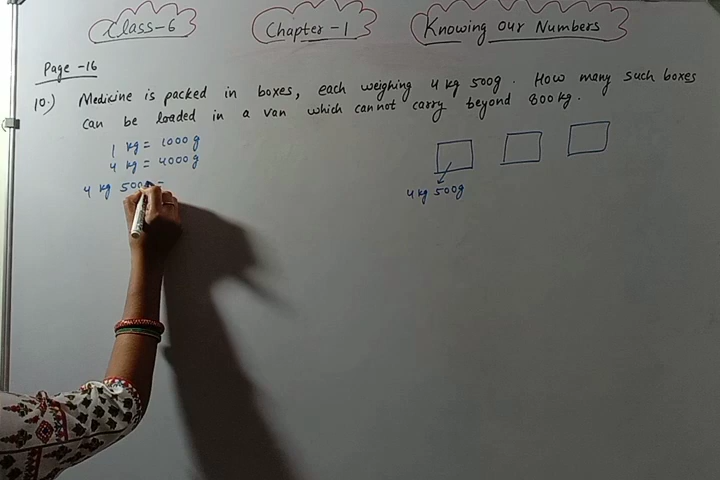 Class-6 Chapter-1 Knowing Our Numbers
Page -16
10.) Medicine is packed in boxes, each weighing 4 kg 500g. How many such boxes
can be loaded in a van which cannot carry beyond 800 kg.
1 kg = 1000 g
4 kg = 4000 g
4 kg 500g =
4 kg 500g